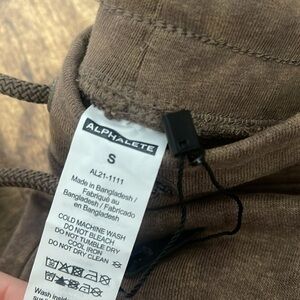 ALPHALETE
S
AL21-1111
Made in Bangladesh /
Fabriqué au
Bangladesh / Fabricado
en Bangladesh
COLD MACHINE WASH
DO NOT BLEACH
DO NOT TUMBLE DRY
COOL IRON
DO NOT DRY CLEAN
Wash insid